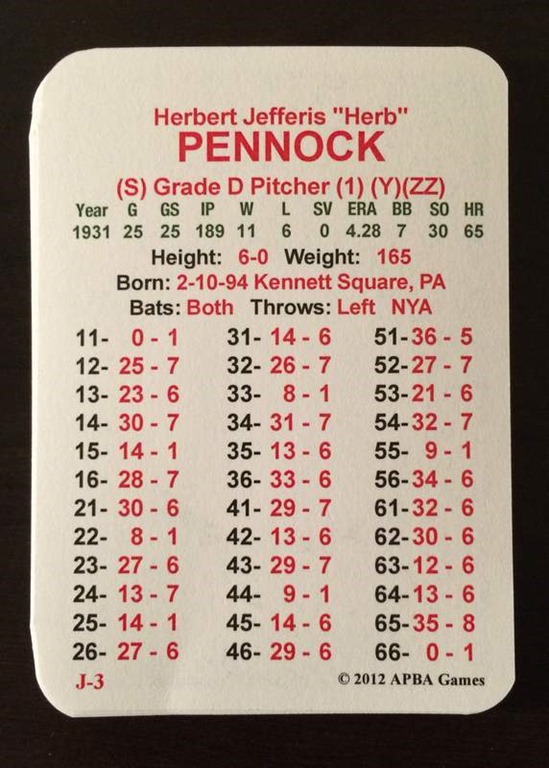 Herbert Jefferis "Herb"
PENNOCK
(S) Grade D Pitcher (1) (Y)(ZZ)
Year G GS IP W L SV ERA BB SO HR
1931 25 25 189 11 6 0 4.28 7 30 65
Height: 6-0 Weight: 165
Born: 2-10-94 Kennett Square, PA
Bats: Both Throws: Left NYA
11- 0 - 1 31- 14 - 6 51- 36 - 5
12- 25 - 7 32- 26 - 7 52- 27 - 7
13- 23 - 6 33- 8 - 1 53- 21 - 6
14- 30 - 7 34- 31 - 7 54- 32 - 7
15- 14 - 1 35- 13 - 6 55- 9 - 1
16- 28 - 7 36- 33 - 6 56- 34 - 6
21- 30 - 6 41- 29 - 7 61- 32 - 6
22- 8 - 1 42- 13 - 6 62- 30 - 6
23- 27 - 6 43- 29 - 7 63- 12 - 6
24- 13 - 7 44- 9 - 1 64- 13 - 6
25- 14 - 1 45- 14 - 6 65- 35 - 8
26- 27 - 6 46- 29 - 6 66- 0 - 1
J-3 © 2012 APBA Games